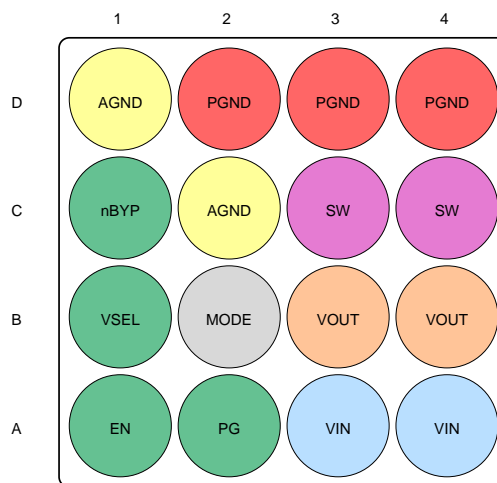 1 2 3 4
D AGND PGND PGND PGND
C nBYP AGND SW SW
B VSEL MODE VOUT VOUT
A EN PG VIN VIN